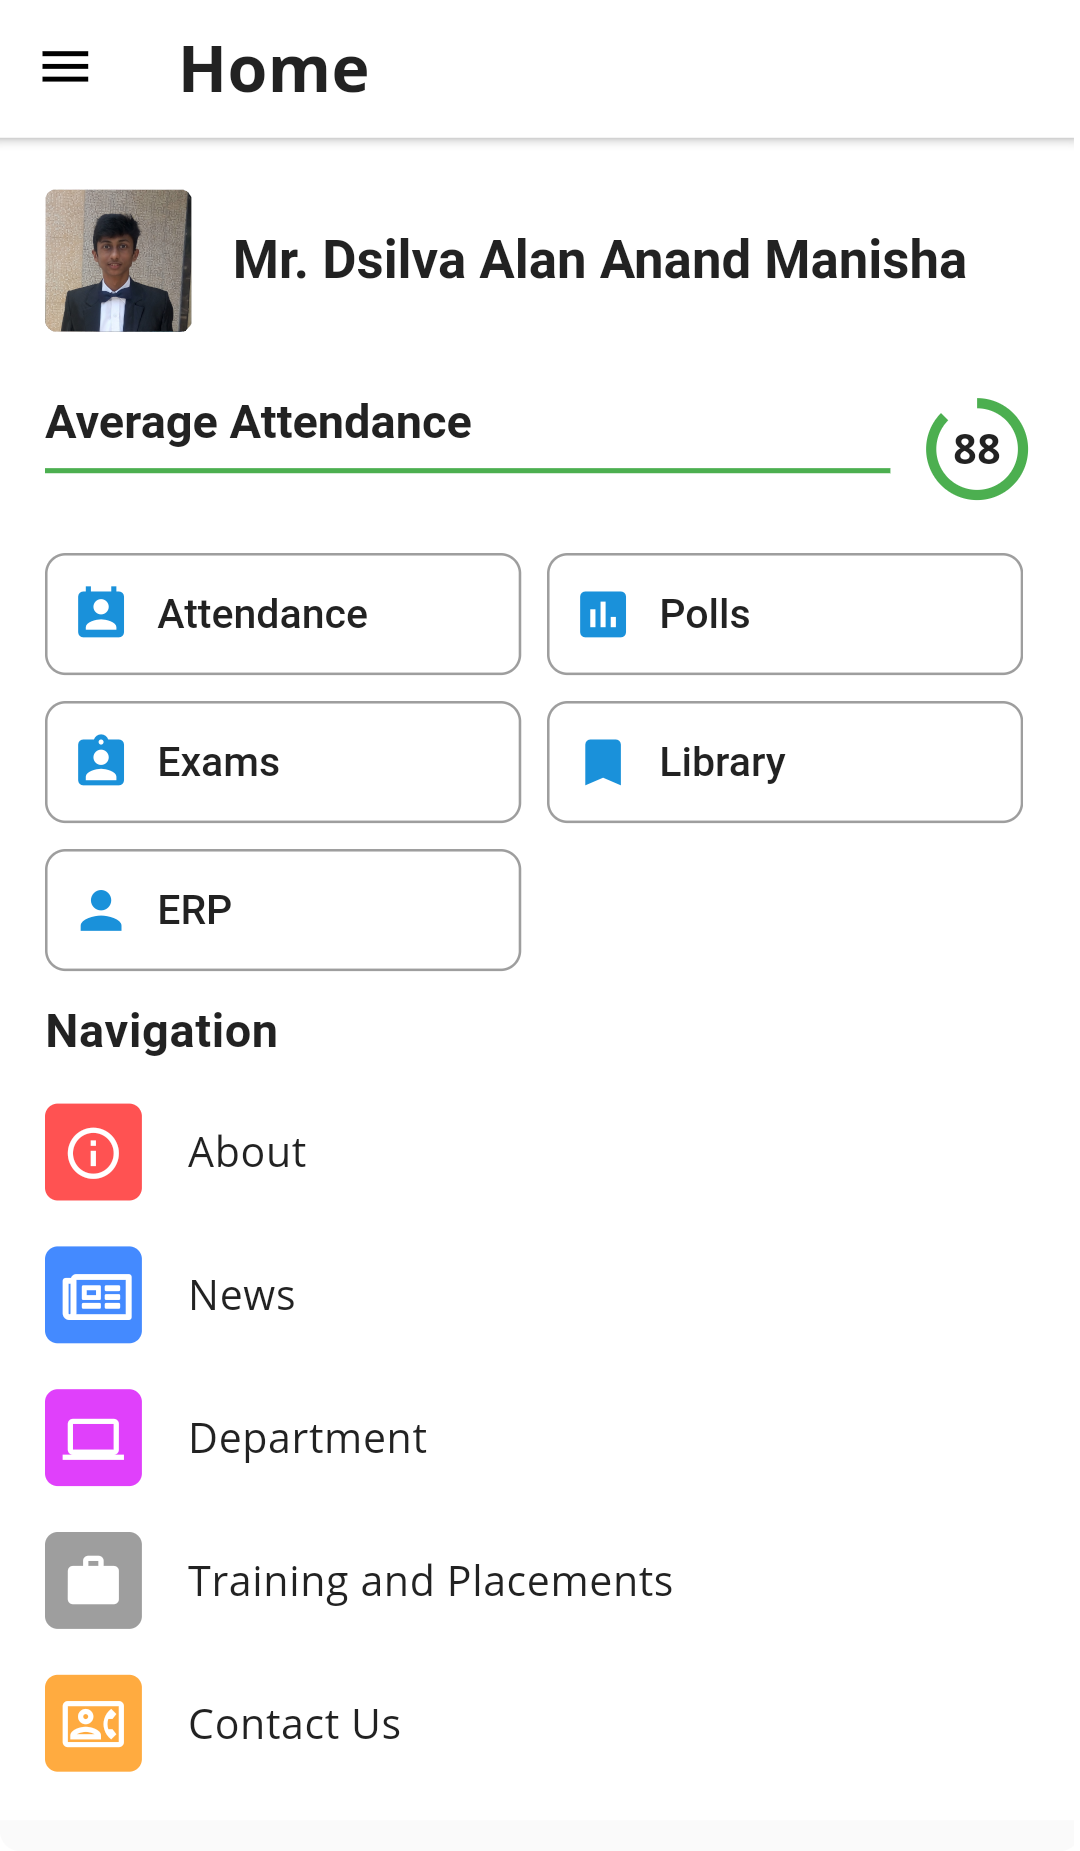 Home
Mr. Dsilva Alan Anand Manisha
Average Attendance
88
Attendance
Polls
Exams
Library
ERP
Navigation
About
News
Department
Training and Placements
Contact Us